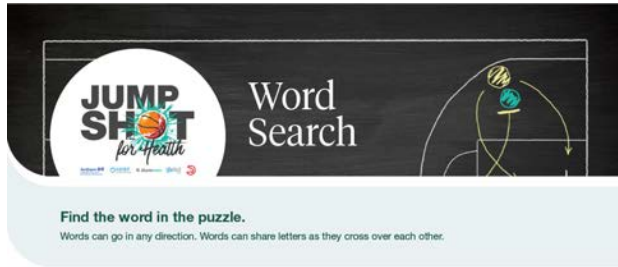 JUMP
SHOT
for Health
Word
Search
Find the word in the puzzle.
Words can go in any direction. Words can share letters as they cross over each other.